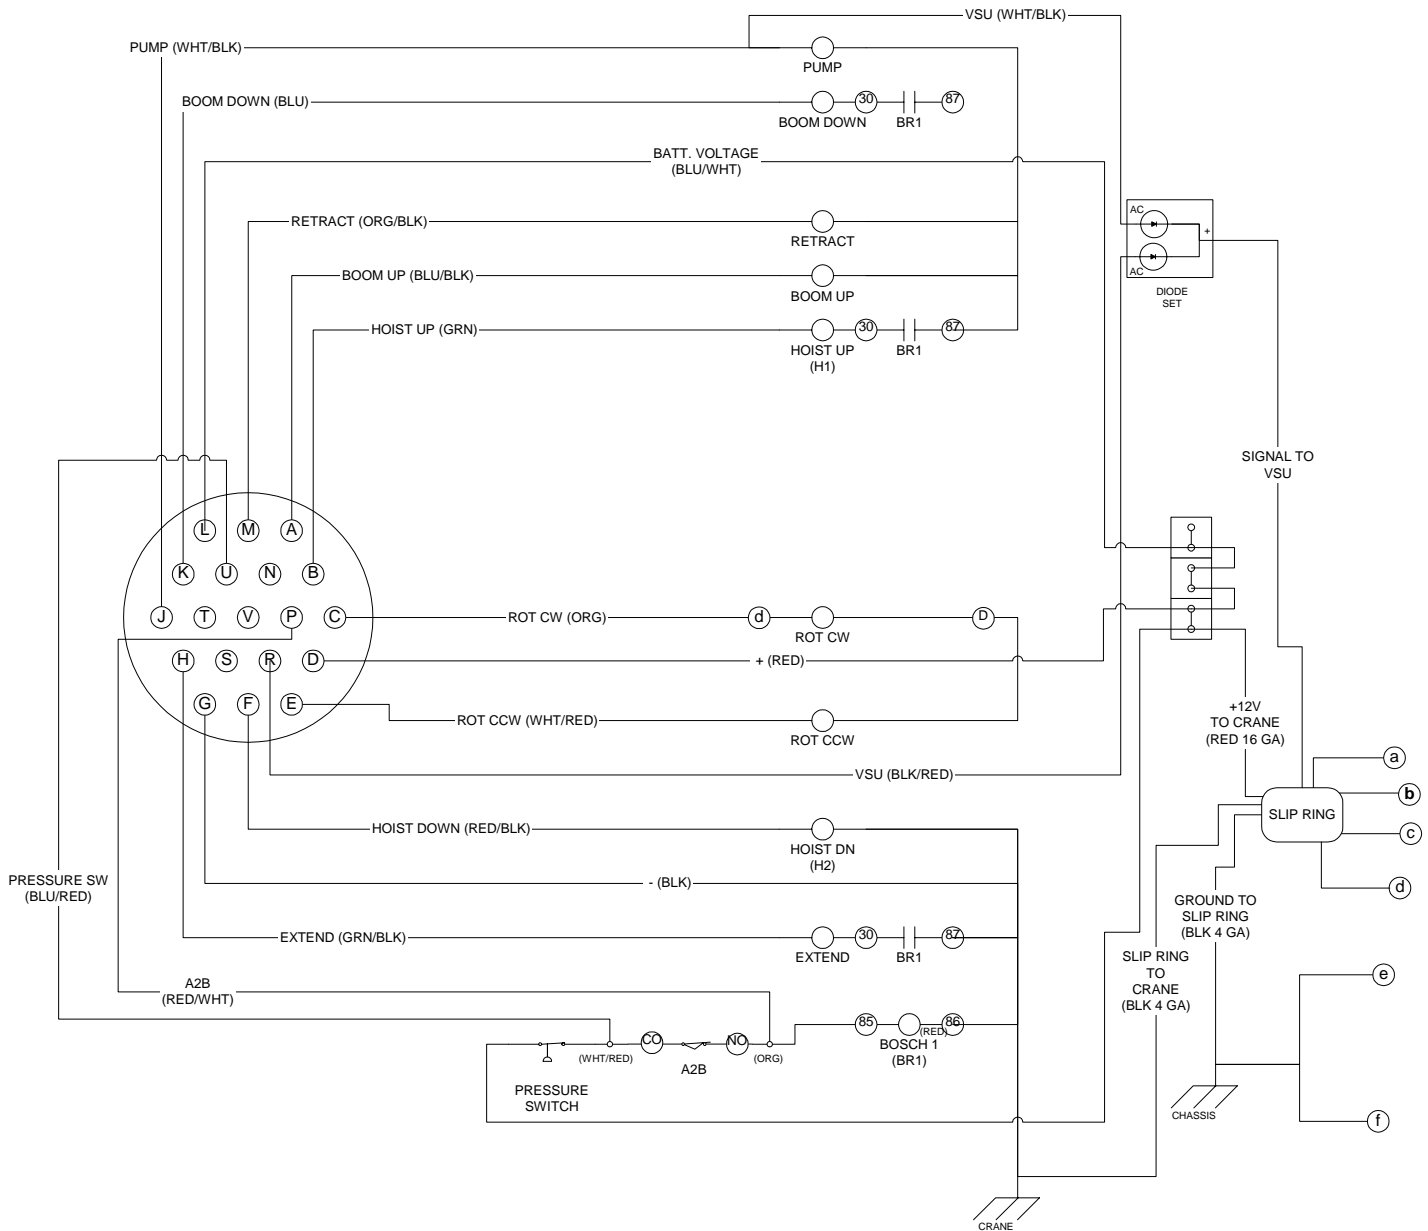 VSU (WHT/BLK)
PUMP (WHT/BLK)
PUMP
BOOM DOWN (BLU)
30
87
BOOM DOWN
BR1
BATT. VOLTAGE
(BLU/WHT)
AC
+
AC
DIODE
SET
RETRACT (ORG/BLK)
RETRACT
BOOM UP (BLU/BLK)
BOOM UP
HOIST UP (GRN)
30
87
HOIST UP
(H1)
BR1
SIGNAL TO
VSU
L
M
A
K
U
N
B
J
T
V
P
C
H
S
R
D
G
F
E
ROT CW (ORG)
d
ROT CW
D
+ (RED)
ROT CCW (WHT/RED)
ROT CCW
+12V
TO CRANE
(RED 16 GA)
VSU (BLK/RED)
SLIP RING
a
b
c
d
HOIST DOWN (RED/BLK)
HOIST DN
(H2)
PRESSURE SW
(BLU/RED)
- (BLK)
GROUND TO
SLIP RING
(BLK 4 GA)
EXTEND (GRN/BLK)
30
87
EXTEND
BR1
SLIP RING
TO
CRANE
(BLK 4 GA)
e
A2B
(RED/WHT)
85
86
(RED)
BOSCH 1
(BR1)
CO
NO
(WHT/RED)
(ORG)
A2B
PRESSURE
SWITCH
CHASSIS
f
CRANE